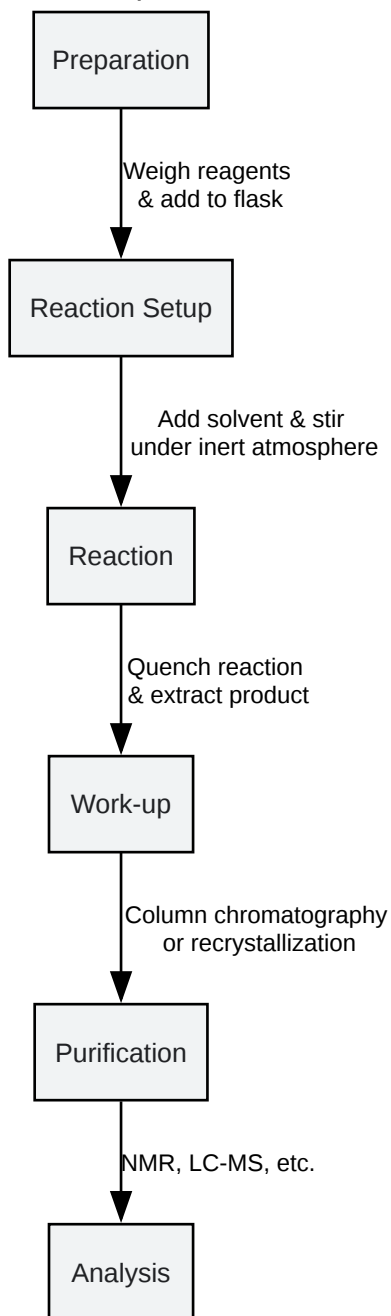 Preparation
Weigh reagents
& add to flask
Reaction Setup
Add solvent & stir
under inert atmosphere
Reaction
Quench reaction
& extract product
Work-up
Column chromatography
or recrystallization
Purification
NMR, LC-MS, etc.
Analysis